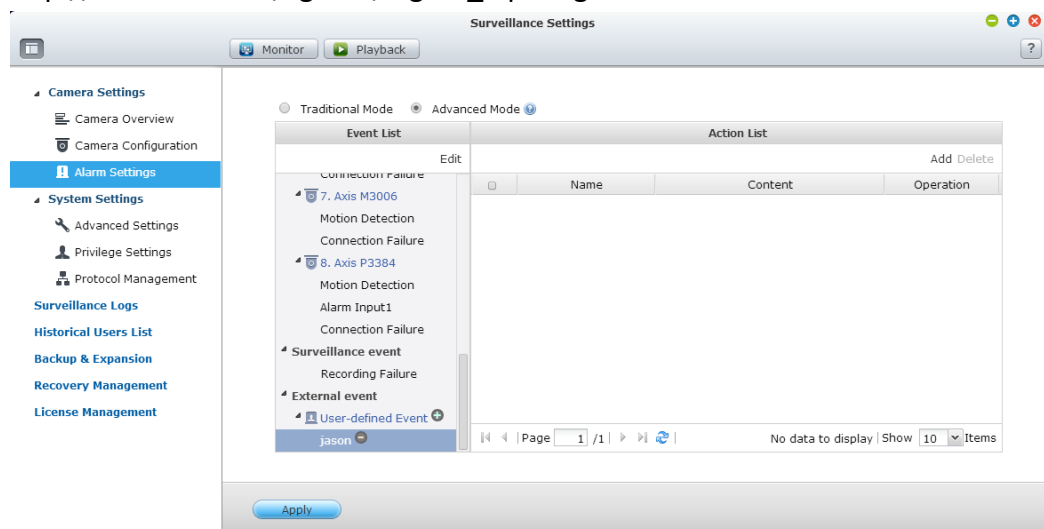 Surveillance Settings
Monitor
Playback
?
Camera Settings
Camera Overview
Camera Configuration
Alarm Settings
System Settings
Advanced Settings
Privilege Settings
Protocol Management
Surveillance Logs
Historical Users List
Backup & Expansion
Recovery Management
License Management
Traditional Mode Advanced Mode
Event List
Edit
Connection Failure
7. Axis M3006
Motion Detection
Connection Failure
8. Axis P3384
Motion Detection
Alarm Input1
Connection Failure
Surveillance event
Recording Failure
External event
User-defined Event
jason
Action List
Add Delete
Name Content Operation
Page 1 /1 No data to display Show 10 Items
Apply